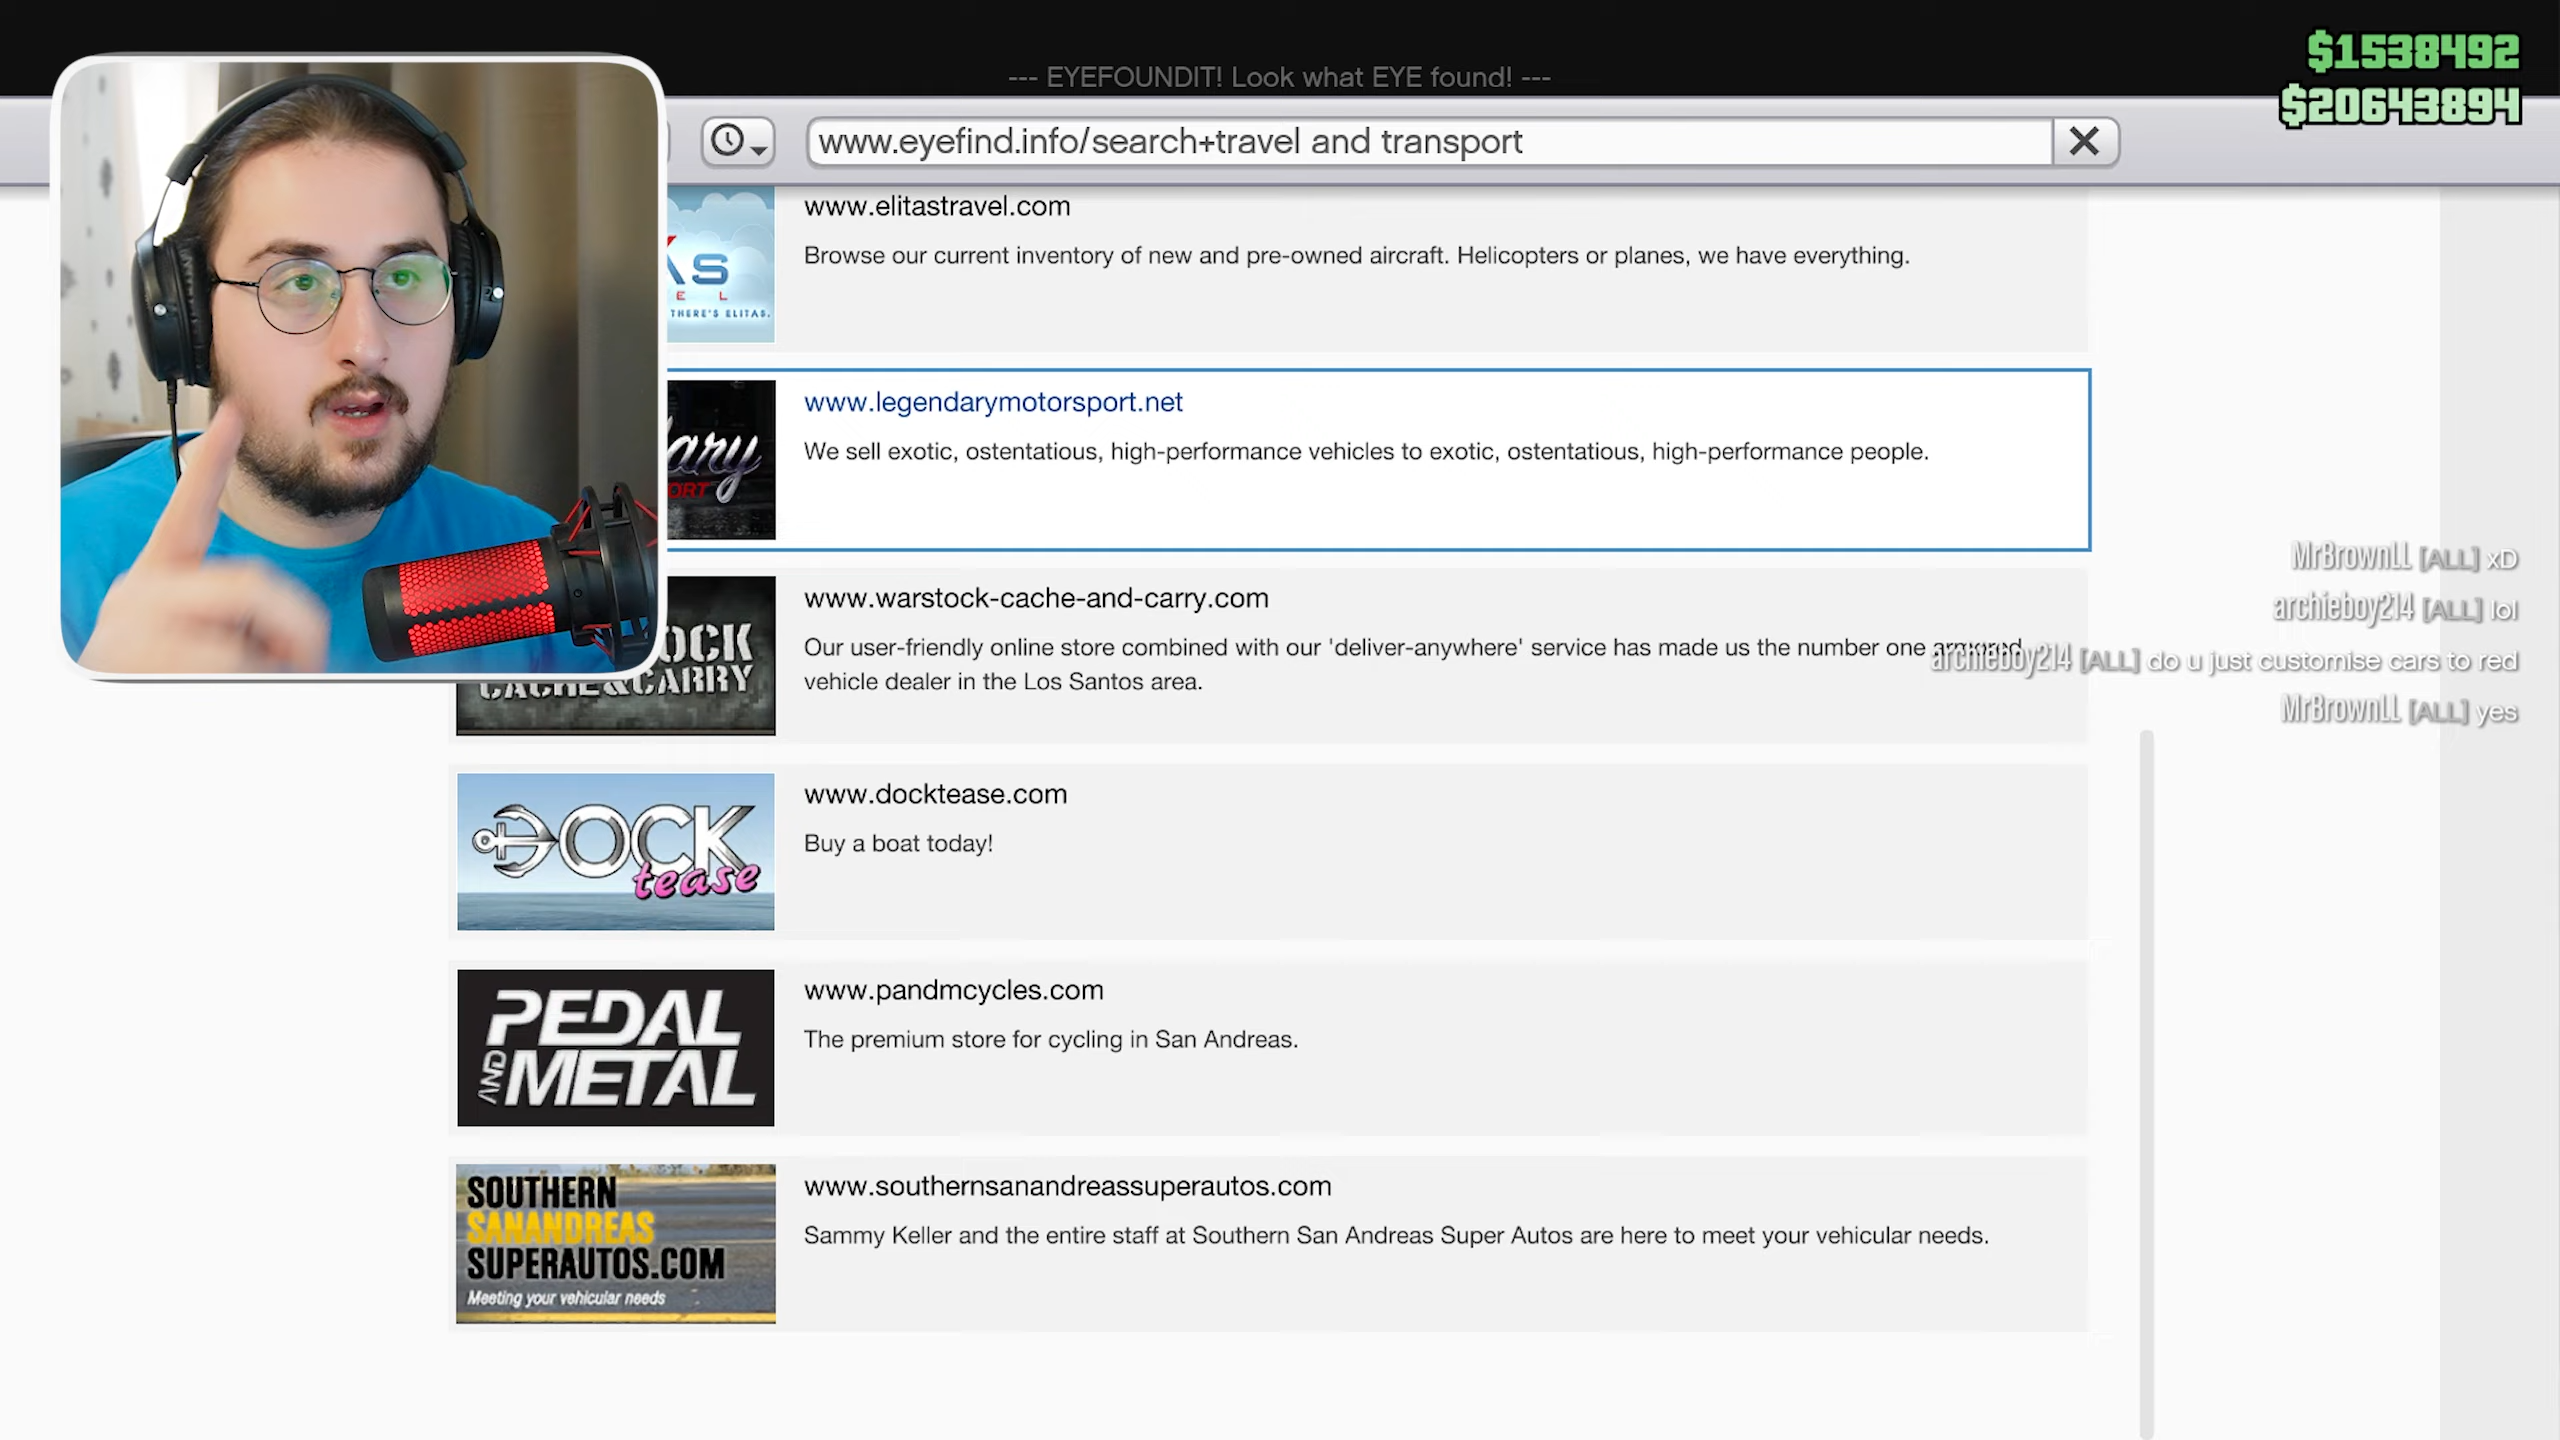 --- EYEFOUNDIT! Look what EYE found! ---
$1538492
$20643894
www.eyefind.info/search+travel and transport
AS
E L
THERE'S ELITAS.
www.elitastravel.com
Browse our current inventory of new and pre-owned aircraft. Helicopters or planes, we have everything.
ary
ORT
www.legendarymotorsport.net
We sell exotic, ostentatious, high-performance vehicles to exotic, ostentatious, high-performance people.
OCK
CACHE&CARRY
www.warstock-cache-and-carry.com
Our user-friendly online store combined with our 'deliver-anywhere' service has made us the number one armored
vehicle dealer in the Los Santos area.
MrBrownLL [ALL] xD
archieboy214 [ALL] lol
archieboy214 [ALL] do u just customise cars to red
MrBrownLL [ALL] yes
DOCK
tease
www.docktease.com
Buy a boat today!
PEDAL
AND METAL
www.pandmcycles.com
The premium store for cycling in San Andreas.
SOUTHERN
SANANDREAS
SUPERAUTOS.COM
Meeting your vehicular needs
www.southernsanandreassuperautos.com
Sammy Keller and the entire staff at Southern San Andreas Super Autos are here to meet your vehicular needs.